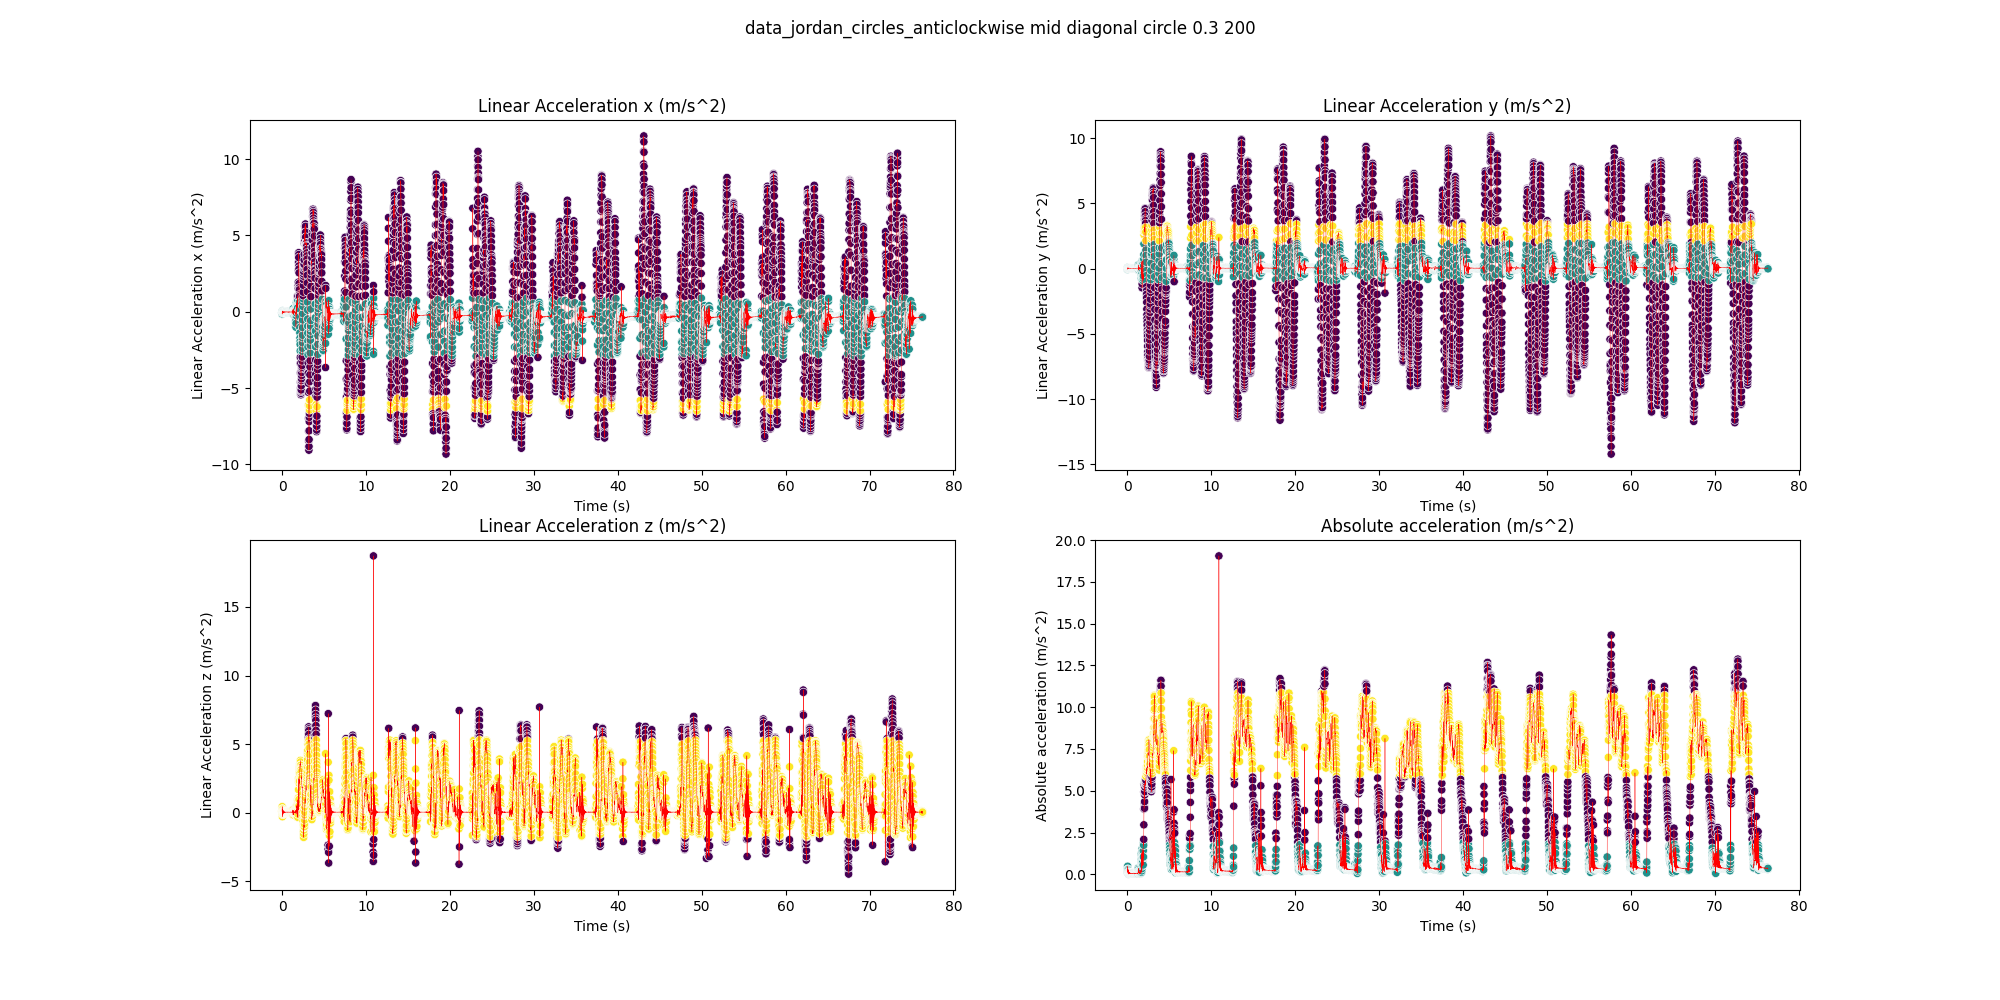 data_jordan_circles_anticlockwise mid diagonal circle 0.3 200
Linear Acceleration x (m/s^2)
Linear Acceleration x (m/s^2)
10
5
0
−5
−10
0 10 20 30 40 50 60 70 80
Time (s)
Linear Acceleration y (m/s^2)
Linear Acceleration y (m/s^2)
10
5
0
−5
−10
−15
0 10 20 30 40 50 60 70 80
Time (s)
Linear Acceleration z (m/s^2)
Linear Acceleration z (m/s^2)
15
10
5
0
−5
0 10 20 30 40 50 60 70 80
Time (s)
Absolute acceleration (m/s^2)
Absolute acceleration (m/s^2)
20.0
17.5
15.0
12.5
10.0
7.5
5.0
2.5
0.0
0 10 20 30 40 50 60 70 80
Time (s)